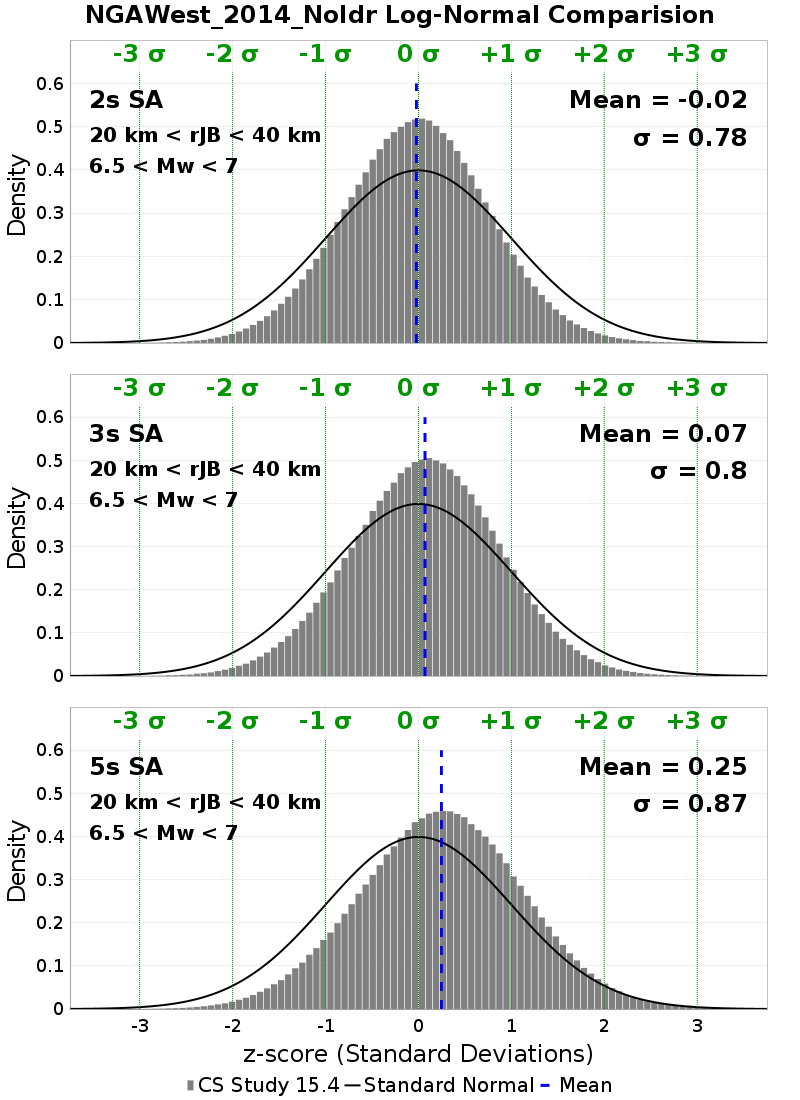 NGAWest_2014_NoIdr Log-Normal Comparision
-3 σ -2 σ -1 σ 0 σ +1 σ +2 σ +3 σ
0.6
2s SA Mean = -0.02
0.5
20 km < rJB < 40 km σ = 0.78
6.5 < Mw < 7
0.4
Density
0.3
0.2
0.1
0
-3 σ -2 σ -1 σ 0 σ +1 σ +2 σ +3 σ
0.6
3s SA Mean = 0.07
0.5
20 km < rJB < 40 km σ = 0.8
6.5 < Mw < 7
0.4
Density
0.3
0.2
0.1
0
-3 σ -2 σ -1 σ 0 σ +1 σ +2 σ +3 σ
0.6
5s SA Mean = 0.25
0.5
20 km < rJB < 40 km σ = 0.87
6.5 < Mw < 7
0.4
Density
0.3
0.2
0.1
0
-3 -2 -1 0 1 2 3
z-score (Standard Deviations)
CS Study 15.4 Standard Normal Mean